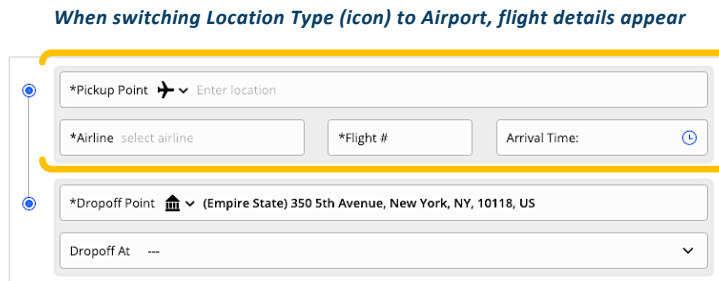 When switching Location Type (icon) to Airport, flight details appear
*Pickup Point Enter location
*Airline select airline *Flight # Arrival Time:
*Dropoff Point (Empire State) 350 5th Avenue, New York, NY, 10118, US
Dropoff At ---